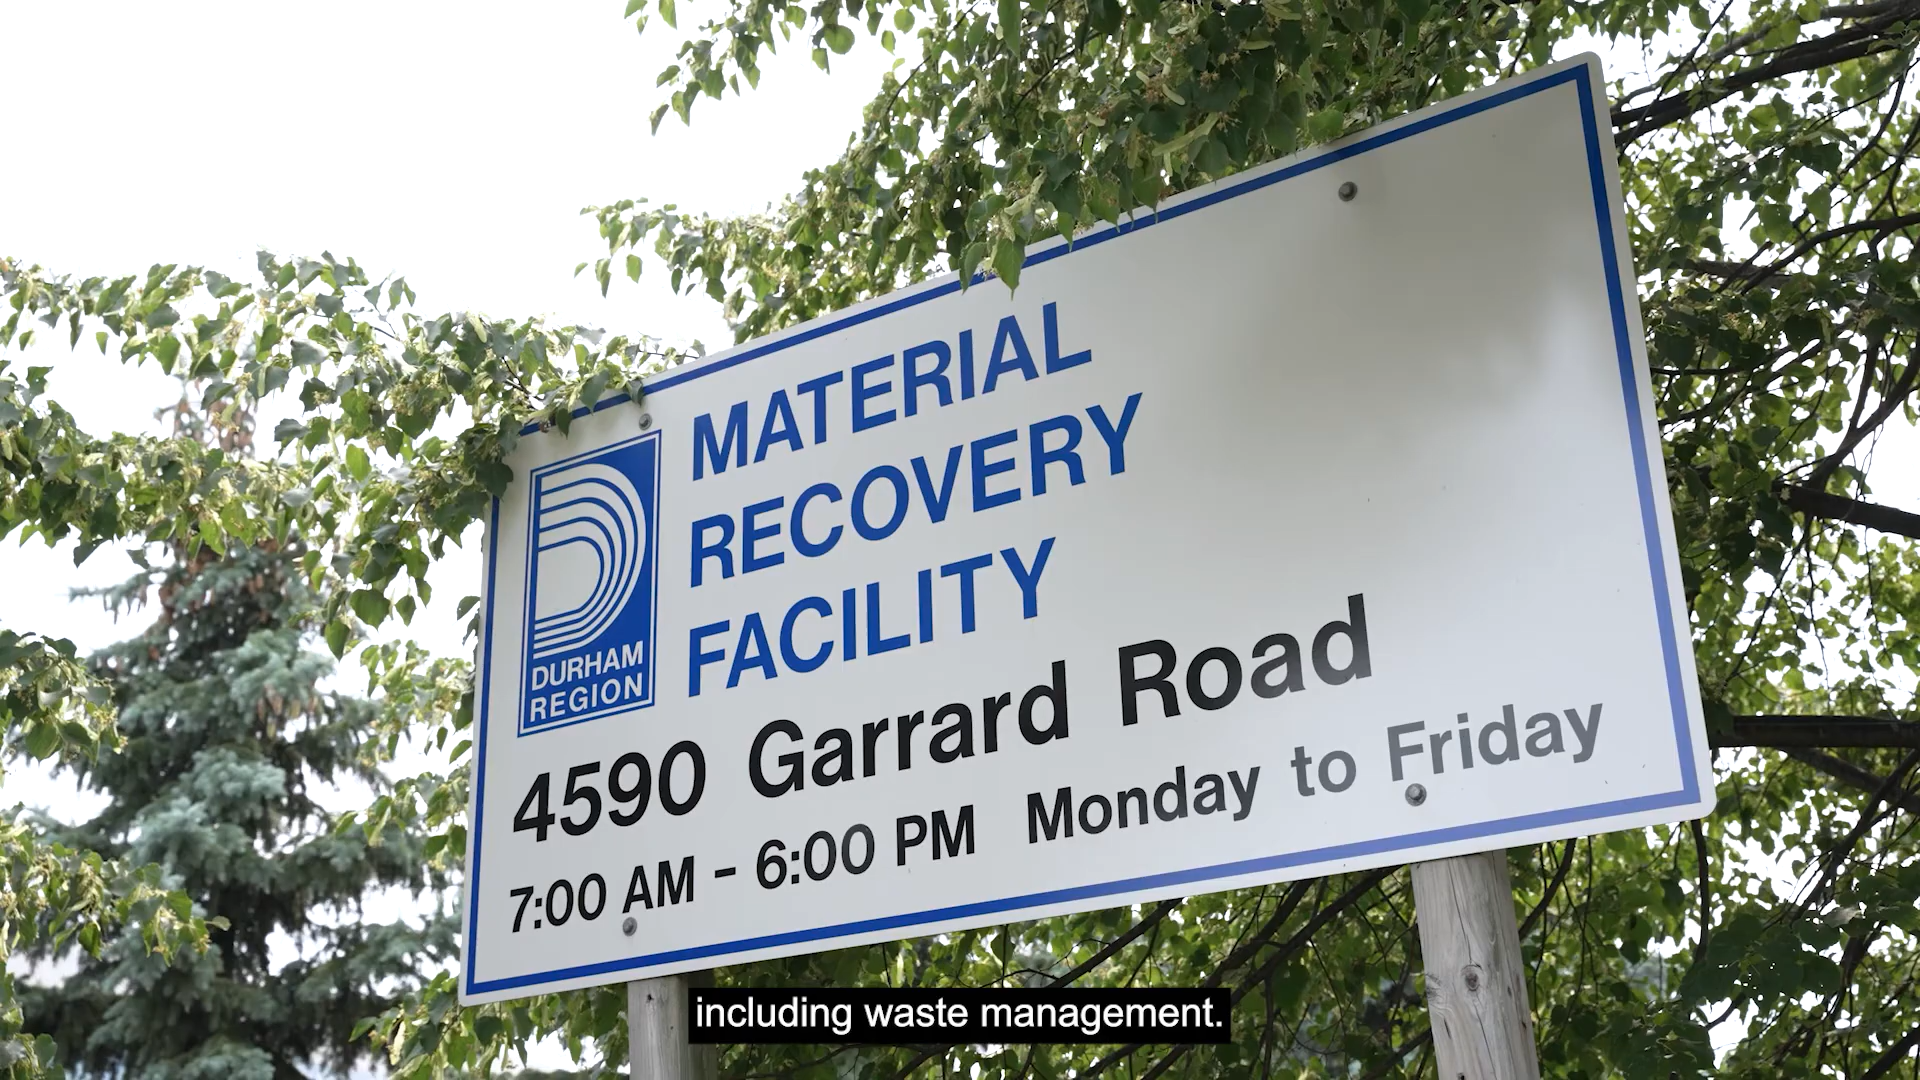 MATERIAL
RECOVERY
FACILITY
DURHAM
REGION
4590 Garrard Road
7:00 AM - 6:00 PM Monday to Friday
including waste management.